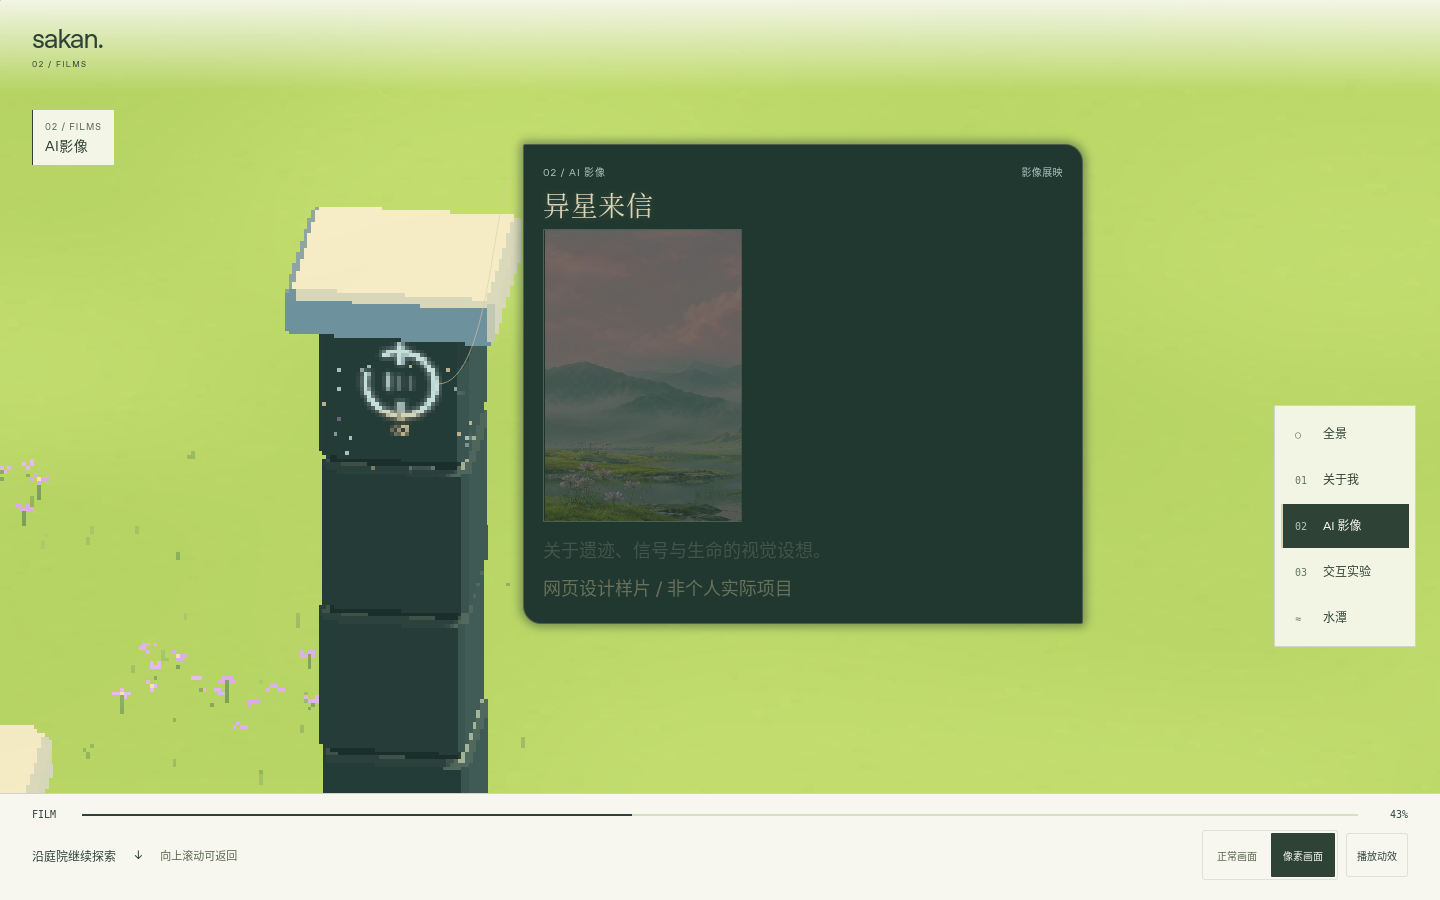 sakan.
02 / FILMS
02 / FILMS
AI影像
02 / AI 影像
影像展映
异星来信
关于遗迹、信号与生命的视觉设想。
网页设计样片 / 非个人实际项目
○ 全景
01 关于我
02 AI 影像
03 交互实验
≈ 水潭
FILM
43%
沿庭院继续探索 ↓ 向上滚动可返回
正常画面 像素画面 播放动效